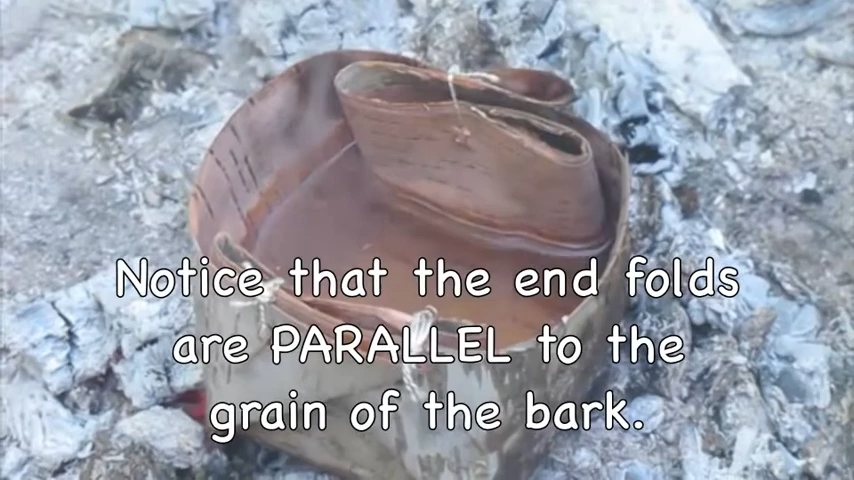 Notice that the end folds
are PARALLEL to the
grain of the bark.